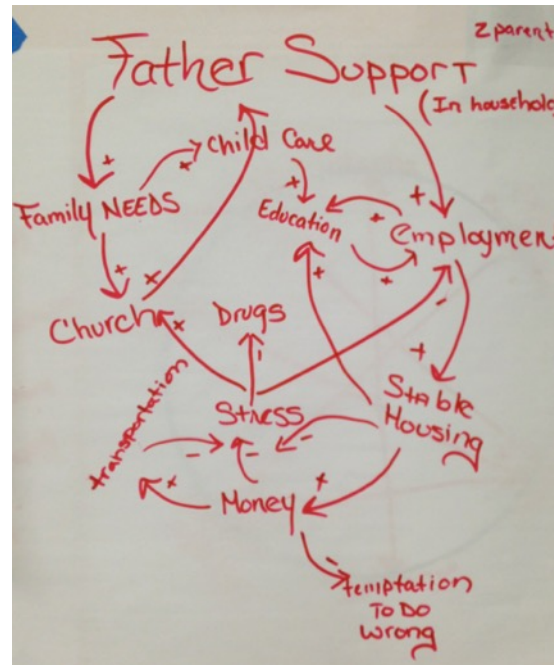 2 parent
Father Support
(In household
Child Care
Family NEEDS
Education
Employmen
Church
Drugs
Stable
Housing
Stress
transportation
Money
temptation
To Do
Wrong